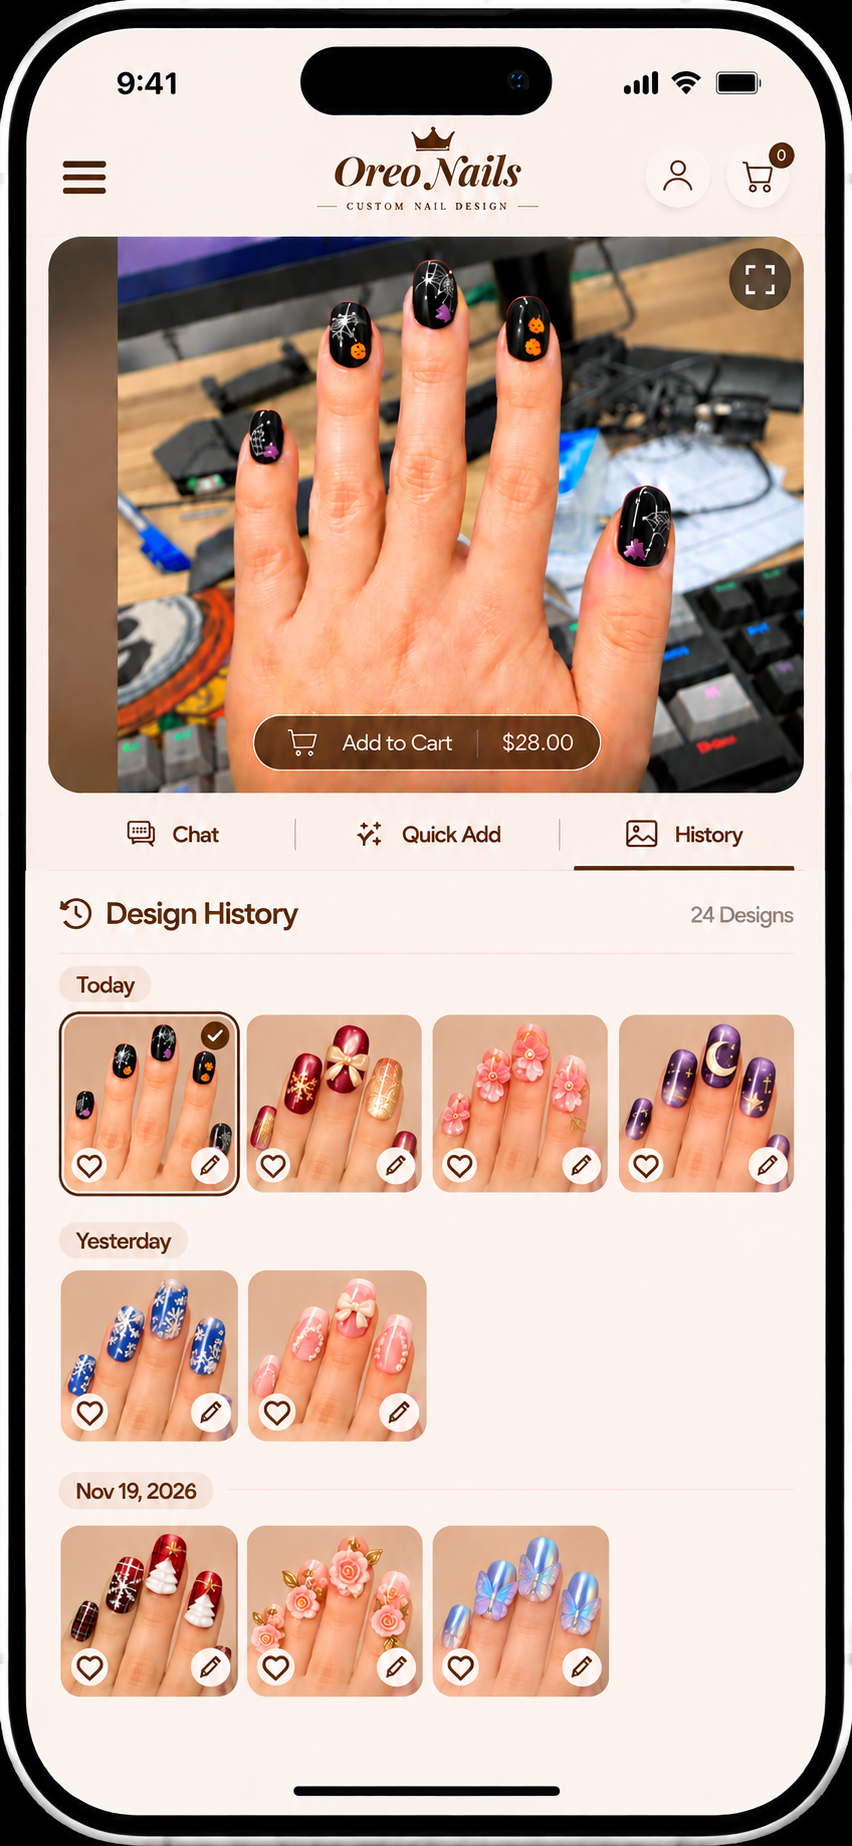 9:41
Oreo Nails
CUSTOM NAIL DESIGN
0
Add to Cart | $28.00
Chat
Quick Add
History
Design History
24 Designs
Today
Yesterday
Nov 19, 2026